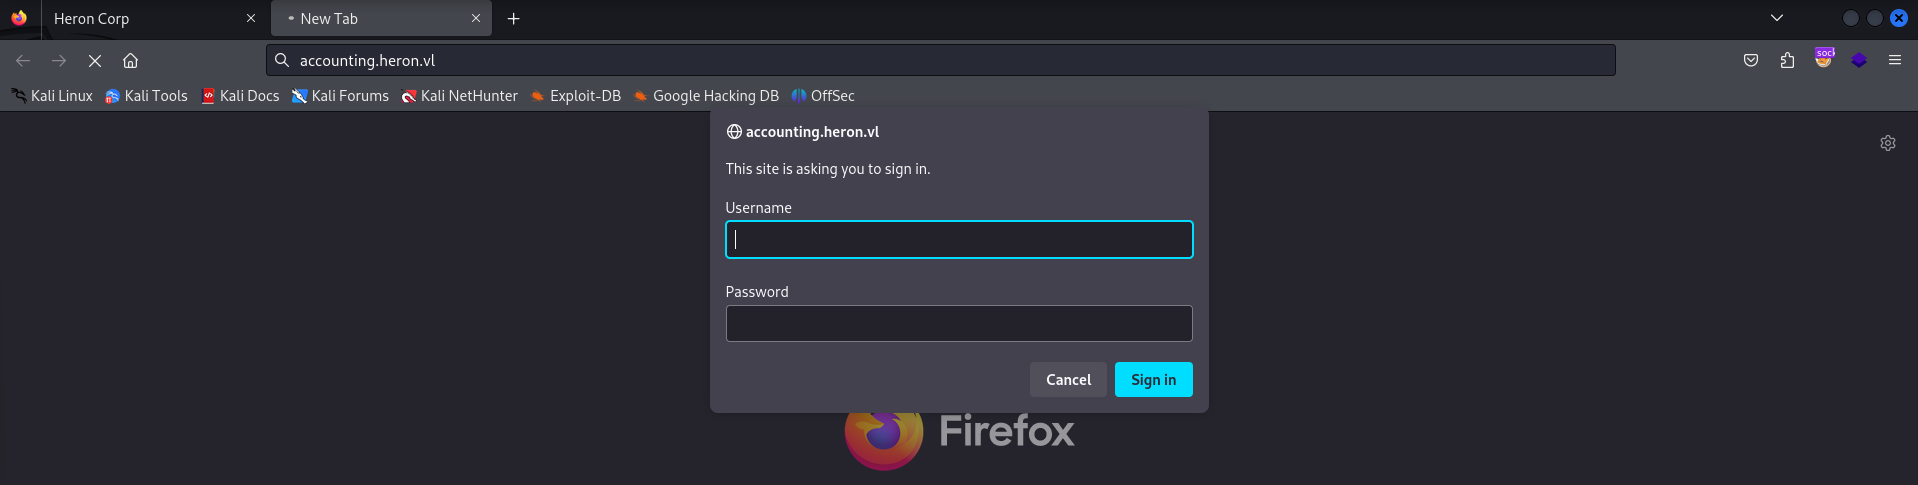 Heron Corp
New Tab
accounting.heron.vl
sock
Kali Linux Kali Tools Kali Docs Kali Forums Kali NetHunter Exploit-DB Google Hacking DB OffSec
accounting.heron.vl
This site is asking you to sign in.
Username
Password
Cancel Sign in
Firefox